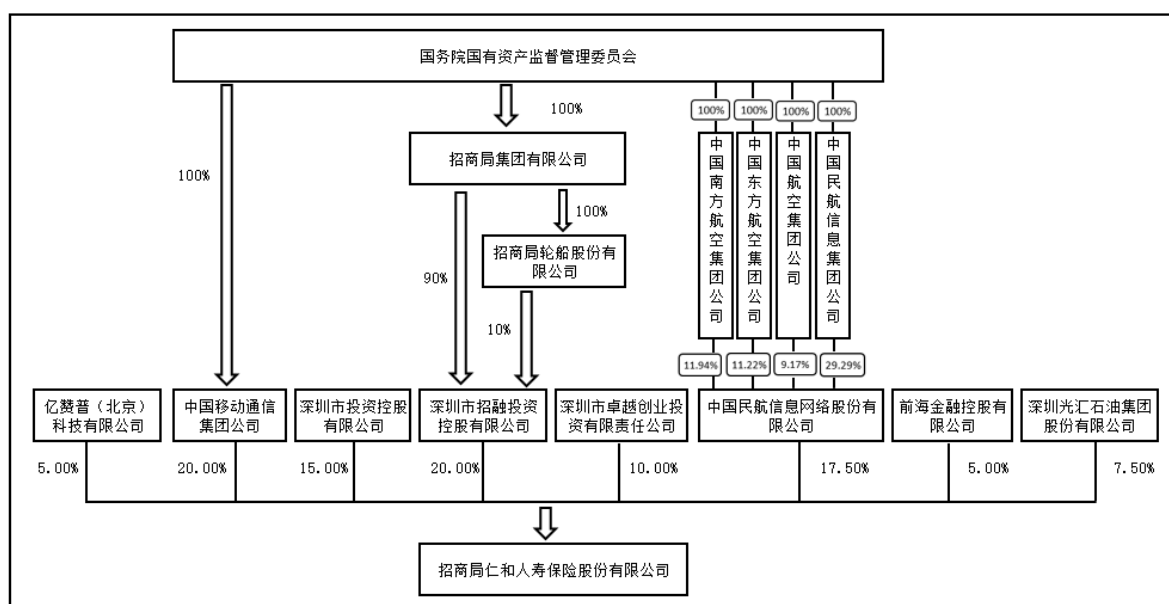 国务院国有资产监督管理委员会
100%
100%
100%
100%
100%
100%
招商局集团有限公司
中国南方航空集团公司
中国东方航空集团公司
中国航空集团公司
中国民航信息集团公司
100%
招商局轮船股份有
限公司
90%
10%
11.94%
11.22%
9.17%
29.29%
亿赞普（北京）
科技有限公司
中国移动通信
集团公司
深圳市投资控股
有限公司
深圳市招融投资
控股有限公司
深圳市卓越创业投
资有限责任公司
中国民航信息网络股份有
限公司
前海金融控股有
限公司
深圳光汇石油集团
股份有限公司
5.00%
20.00%
15.00%
20.00%
10.00%
17.50%
5.00%
7.50%
招商局仁和人寿保险股份有限公司